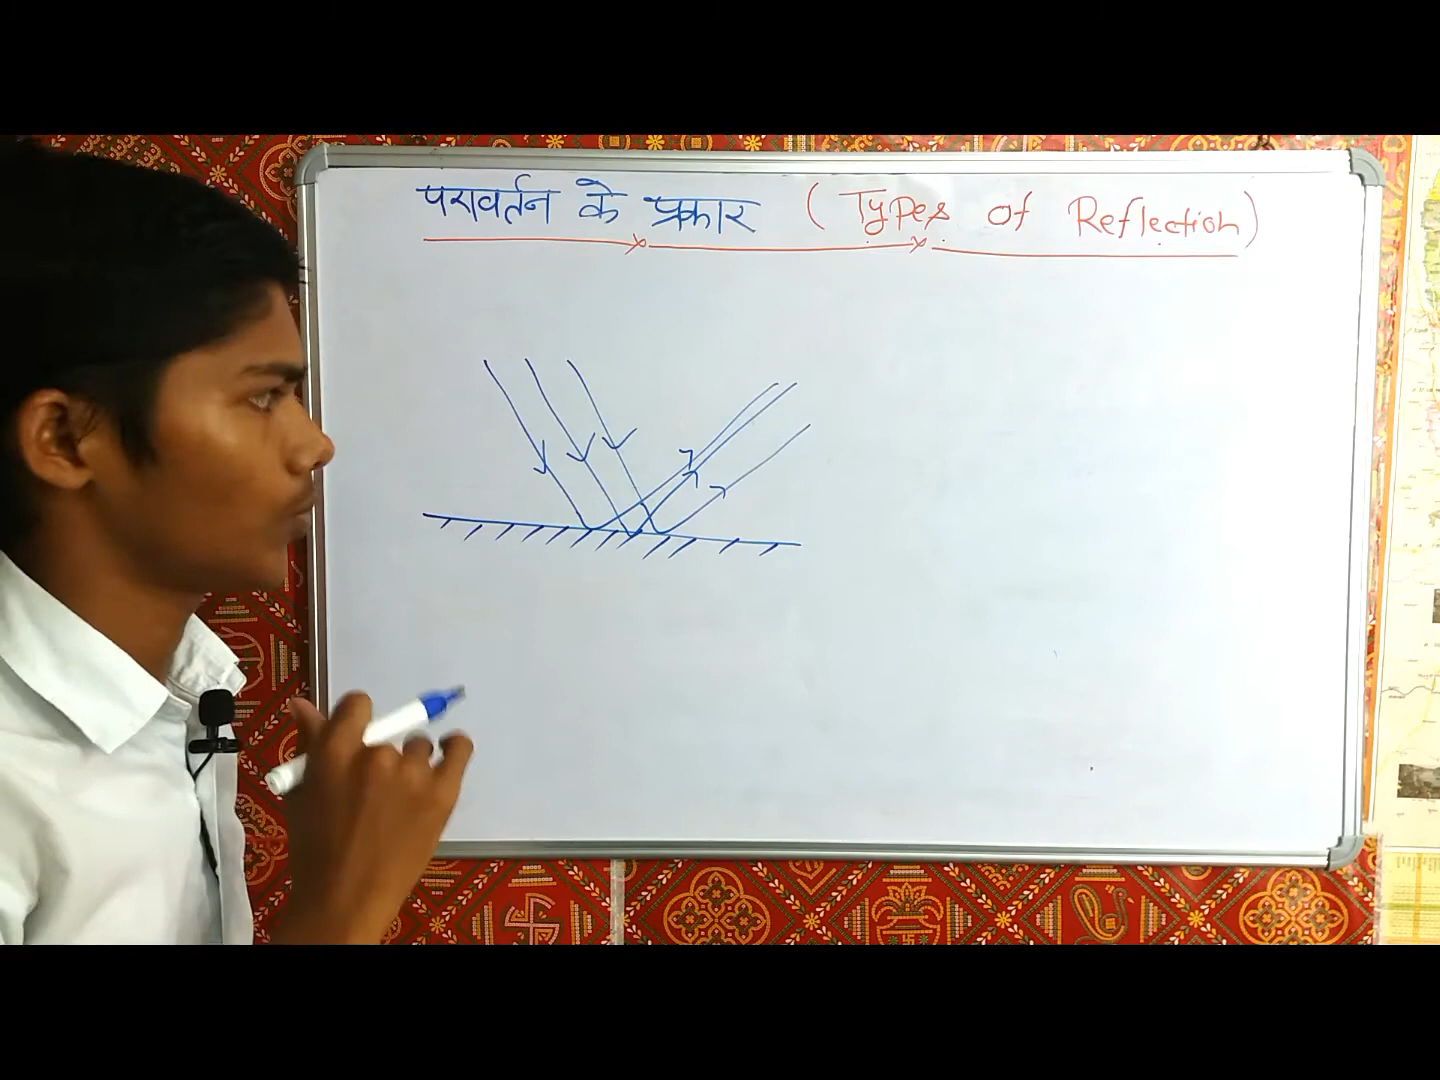 परावर्तन के प्रकार ( Types of Reflection)